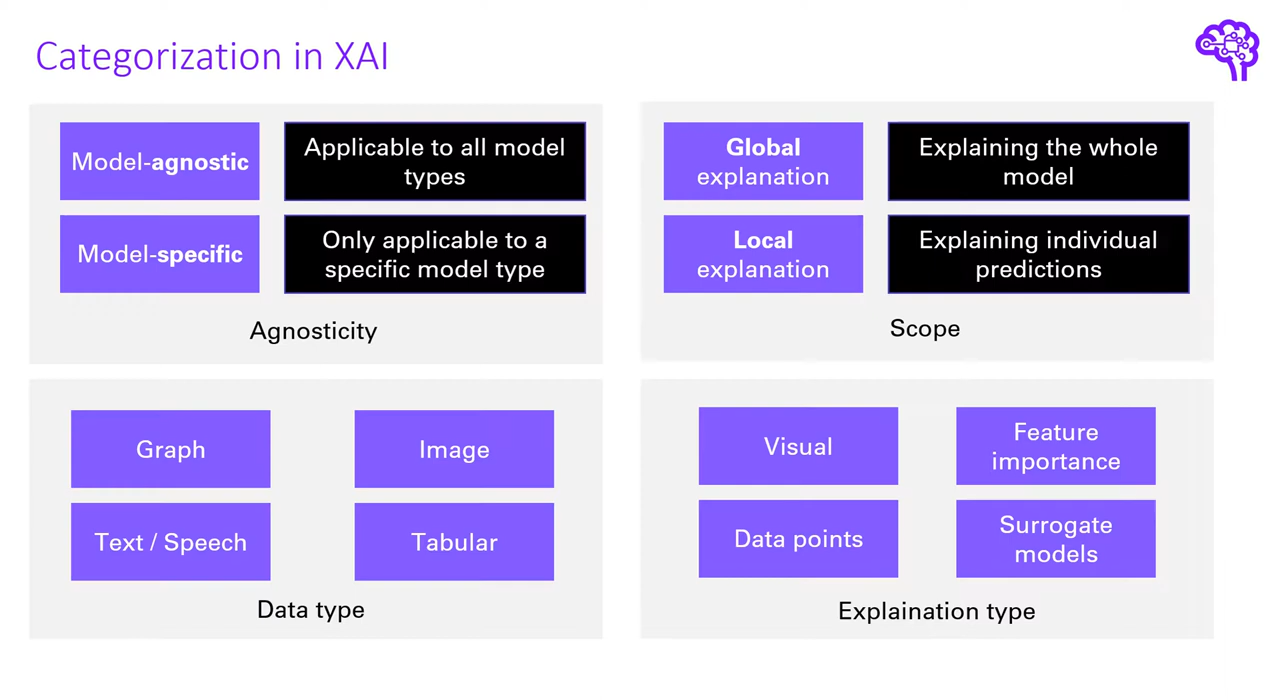 Categorization in XAI
Model-agnostic
Applicable to all model
types
Model-specific
Only applicable to a
specific model type
Agnosticity
Global
explanation
Explaining the whole
model
Local
explanation
Explaining individual
predictions
Scope
Graph
Image
Text / Speech
Tabular
Data type
Visual
Feature
importance
Data points
Surrogate
models
Explaination type